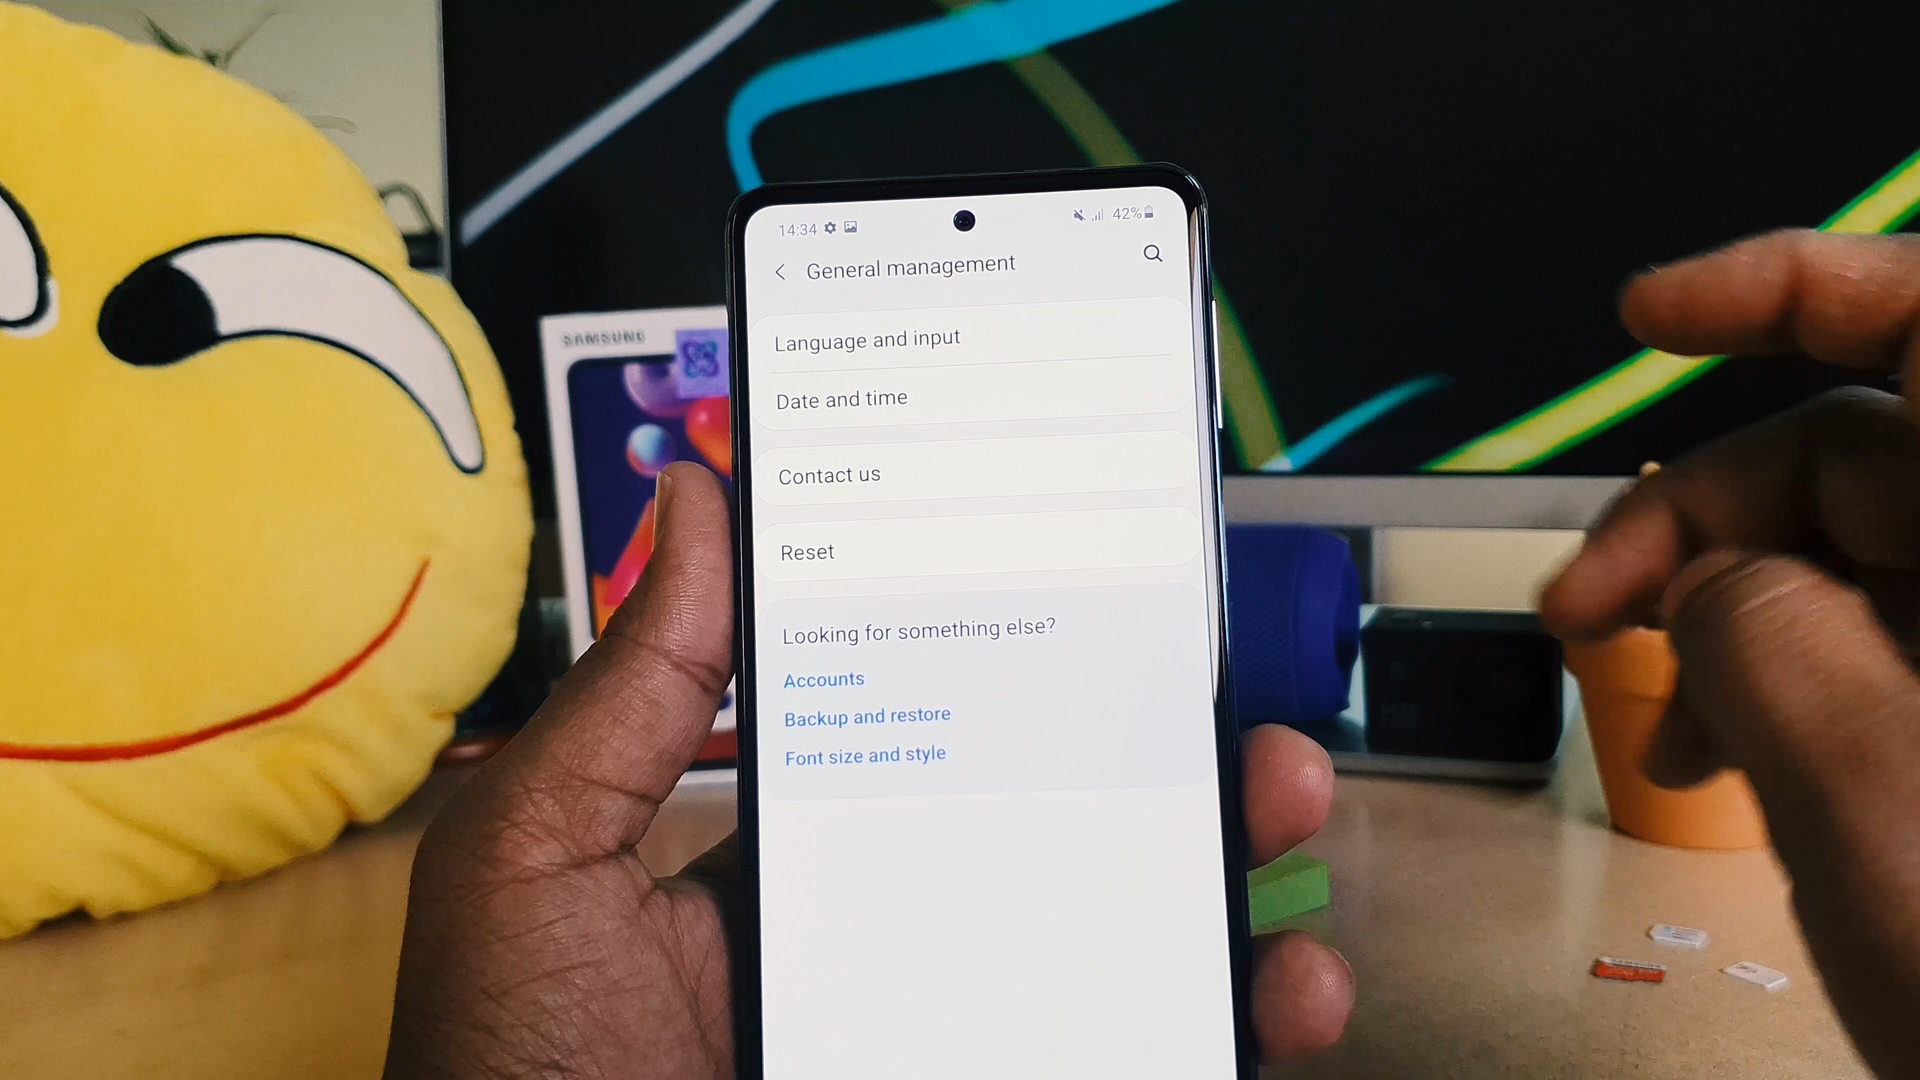 14:34
42%
General management
Language and input
Date and time
Contact us
Reset
Looking for something else?
Accounts
Backup and restore
Font size and style
SAMSUNG